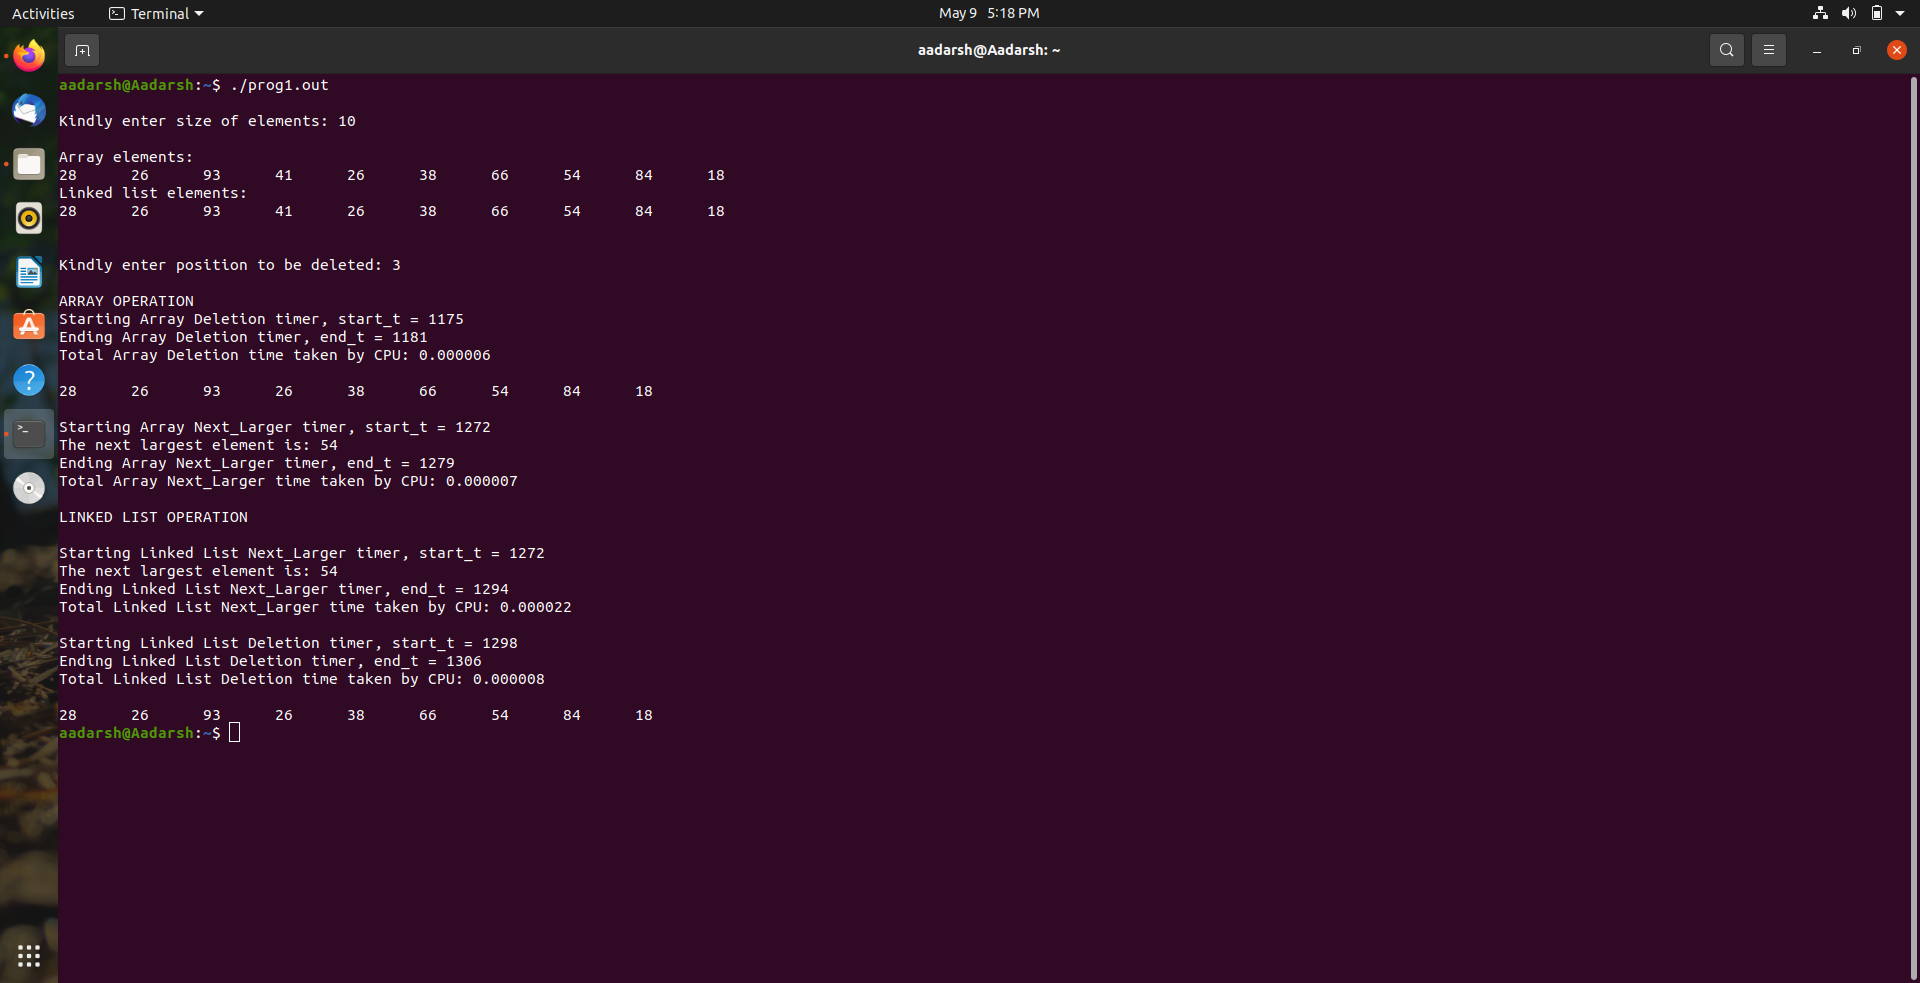 Activities Terminal May 9 5:18 PM
aadarsh@Aadarsh: ~
aadarsh@Aadarsh:~$ ./prog1.out
Kindly enter size of elements: 10
Array elements:
28 26 93 41 26 38 66 54 84 18
Linked list elements:
28 26 93 41 26 38 66 54 84 18
Kindly enter position to be deleted: 3
ARRAY OPERATION
Starting Array Deletion timer, start_t = 1175
Ending Array Deletion timer, end_t = 1181
Total Array Deletion time taken by CPU: 0.000006
28 26 93 26 38 66 54 84 18
Starting Array Next_Larger timer, start_t = 1272
The next largest element is: 54
Ending Array Next_Larger timer, end_t = 1279
Total Array Next_Larger time taken by CPU: 0.000007
LINKED LIST OPERATION
Starting Linked List Next_Larger timer, start_t = 1272
The next largest element is: 54
Ending Linked List Next_Larger timer, end_t = 1294
Total Linked List Next_Larger time taken by CPU: 0.000022
Starting Linked List Deletion timer, start_t = 1298
Ending Linked List Deletion timer, end_t = 1306
Total Linked List Deletion time taken by CPU: 0.000008
28 26 93 26 38 66 54 84 18
aadarsh@Aadarsh:~$